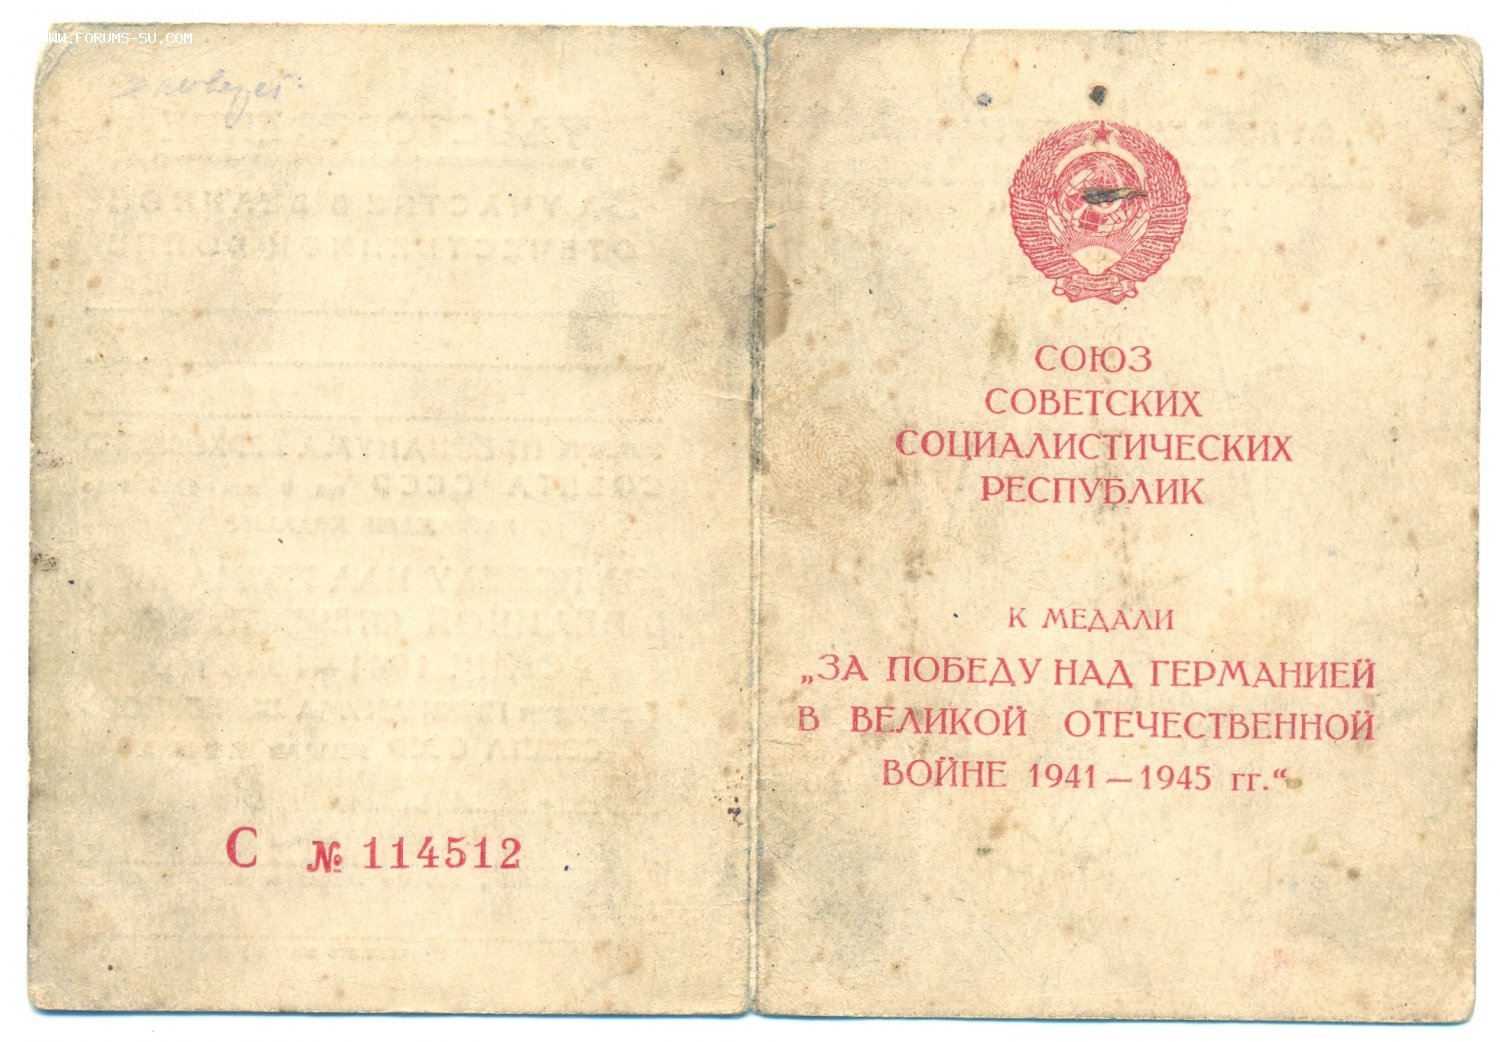 WWW.FORUMS-SU.COM
С № 114512
СОЮЗ
СОВЕТСКИХ
СОЦИАЛИСТИЧЕСКИХ
РЕСПУБЛИК
К МЕДАЛИ
„ЗА ПОБЕДУ НАД ГЕРМАНИЕЙ
В ВЕЛИКОЙ ОТЕЧЕСТВЕННОЙ
ВОЙНЕ 1941—1945 гг.“